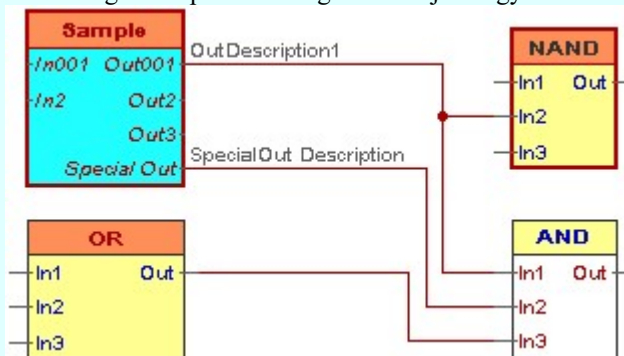 Sample
In001 Out001
In2 Out2
Out3
Special Out
OutDescription1
SpecialOut Description
NAND
In1 Out
In2
In3
OR
In1 Out
In2
In3
AND
In1 Out
In2
In3